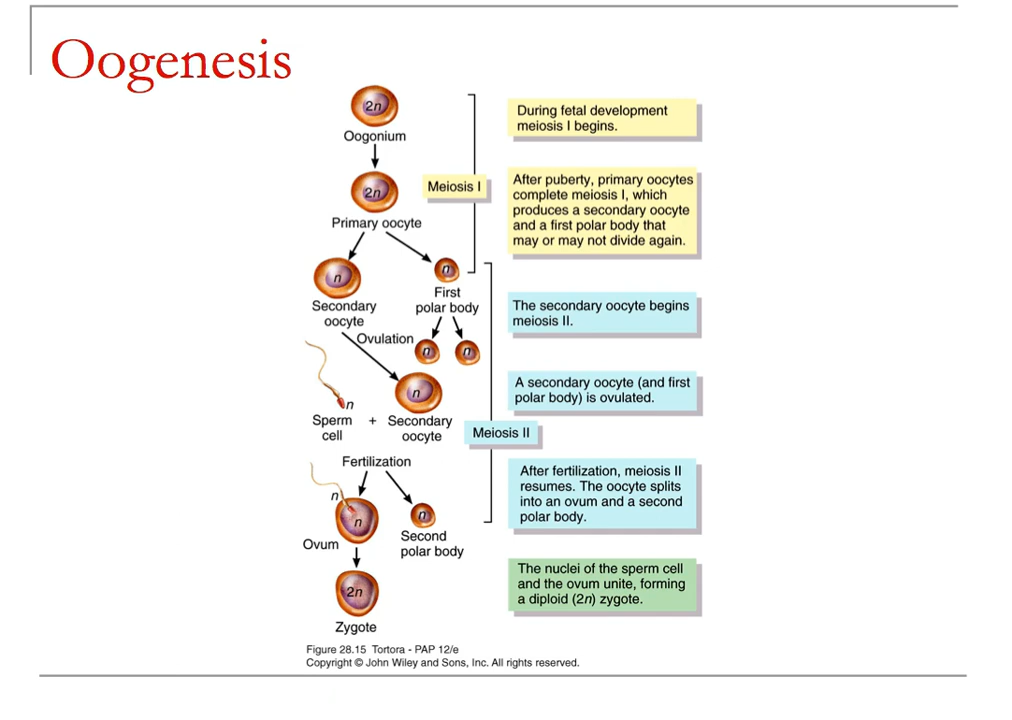 Oogenesis
2n
Oogonium
During fetal development
meiosis I begins.
2n
Primary oocyte
Meiosis I
After puberty, primary oocytes
complete meiosis I, which
produces a secondary oocyte
and a first polar body that
may or may not divide again.
n
Secondary
oocyte
n
First
polar body
The secondary oocyte begins
meiosis II.
Ovulation
n
n
n
Sperm
cell
+
n
Secondary
oocyte
A secondary oocyte (and first
polar body) is ovulated.
Meiosis II
Fertilization
n
n
Ovum
n
Second
polar body
After fertilization, meiosis II
resumes. The oocyte splits
into an ovum and a second
polar body.
2n
Zygote
The nuclei of the sperm cell
and the ovum unite, forming
a diploid (2n) zygote.
Figure 28.15 Tortora - PAP 12/e
Copyright © John Wiley and Sons, Inc. All rights reserved.